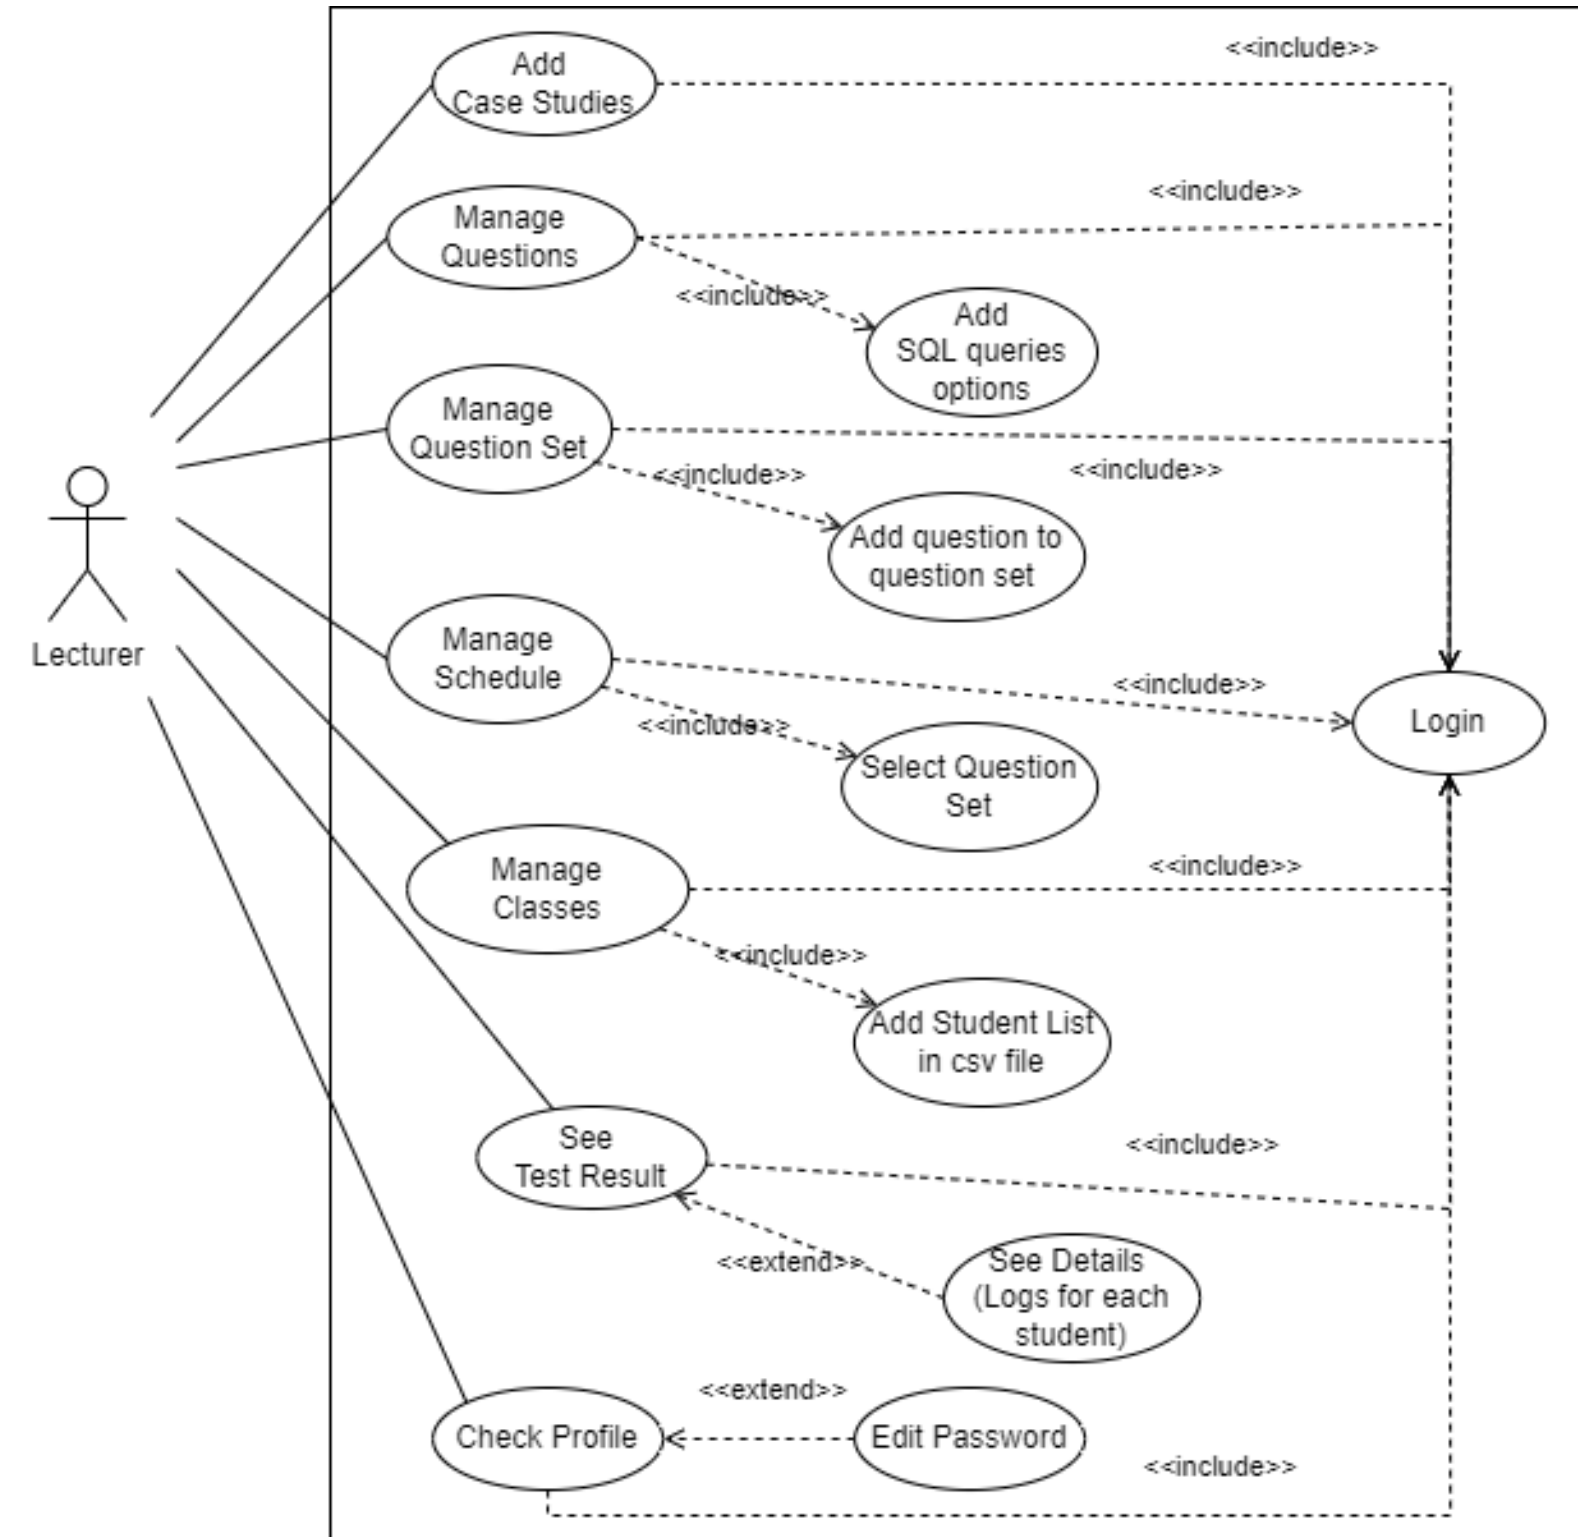 <<include>>
Add
Case Studies
<<include>>
Manage
Questions
<<include>>
Add
SQL queries
options
Manage
Question Set
<<include>>
<<include>>
Add question to
question set
Lecturer
Manage
Schedule
<<include>>
<<include>>
Login
Select Question
Set
Manage
Classes
<<include>>
<<include>>
Add Student List
in csv file
See
Test Result
<<include>>
<<extend>>
See Details
(Logs for each
student)
<<extend>>
Check Profile
Edit Password
<<include>>